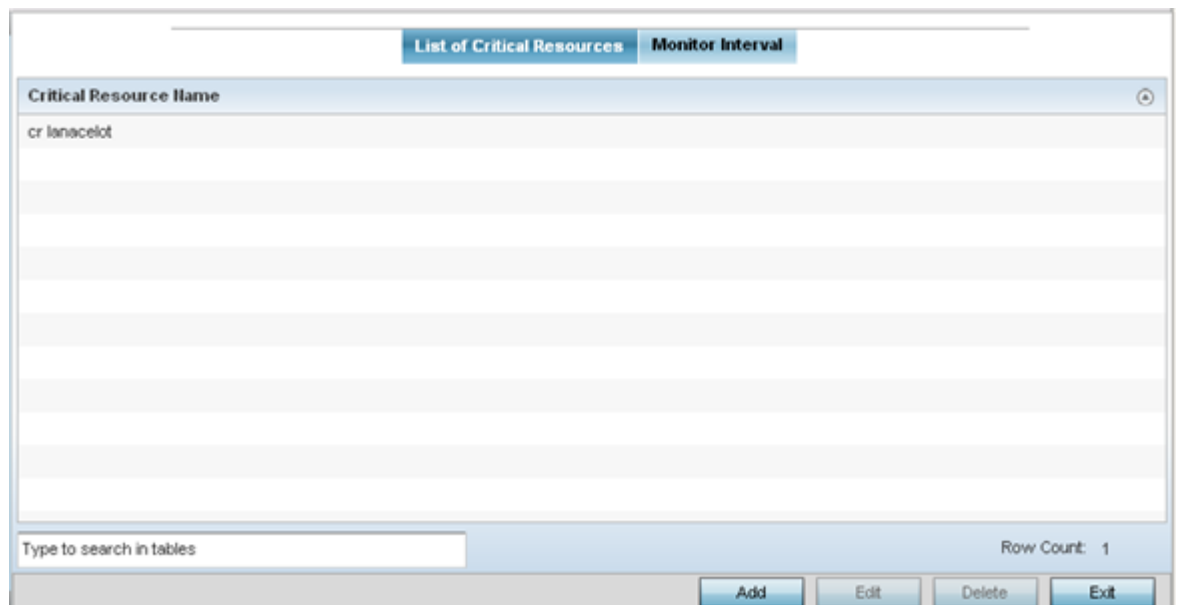 List of Critical Resources Monitor Interval
Critical Resource Name
cr lanacelot
Type to search in tables Row Count: 1
Add Edit Delete Exit